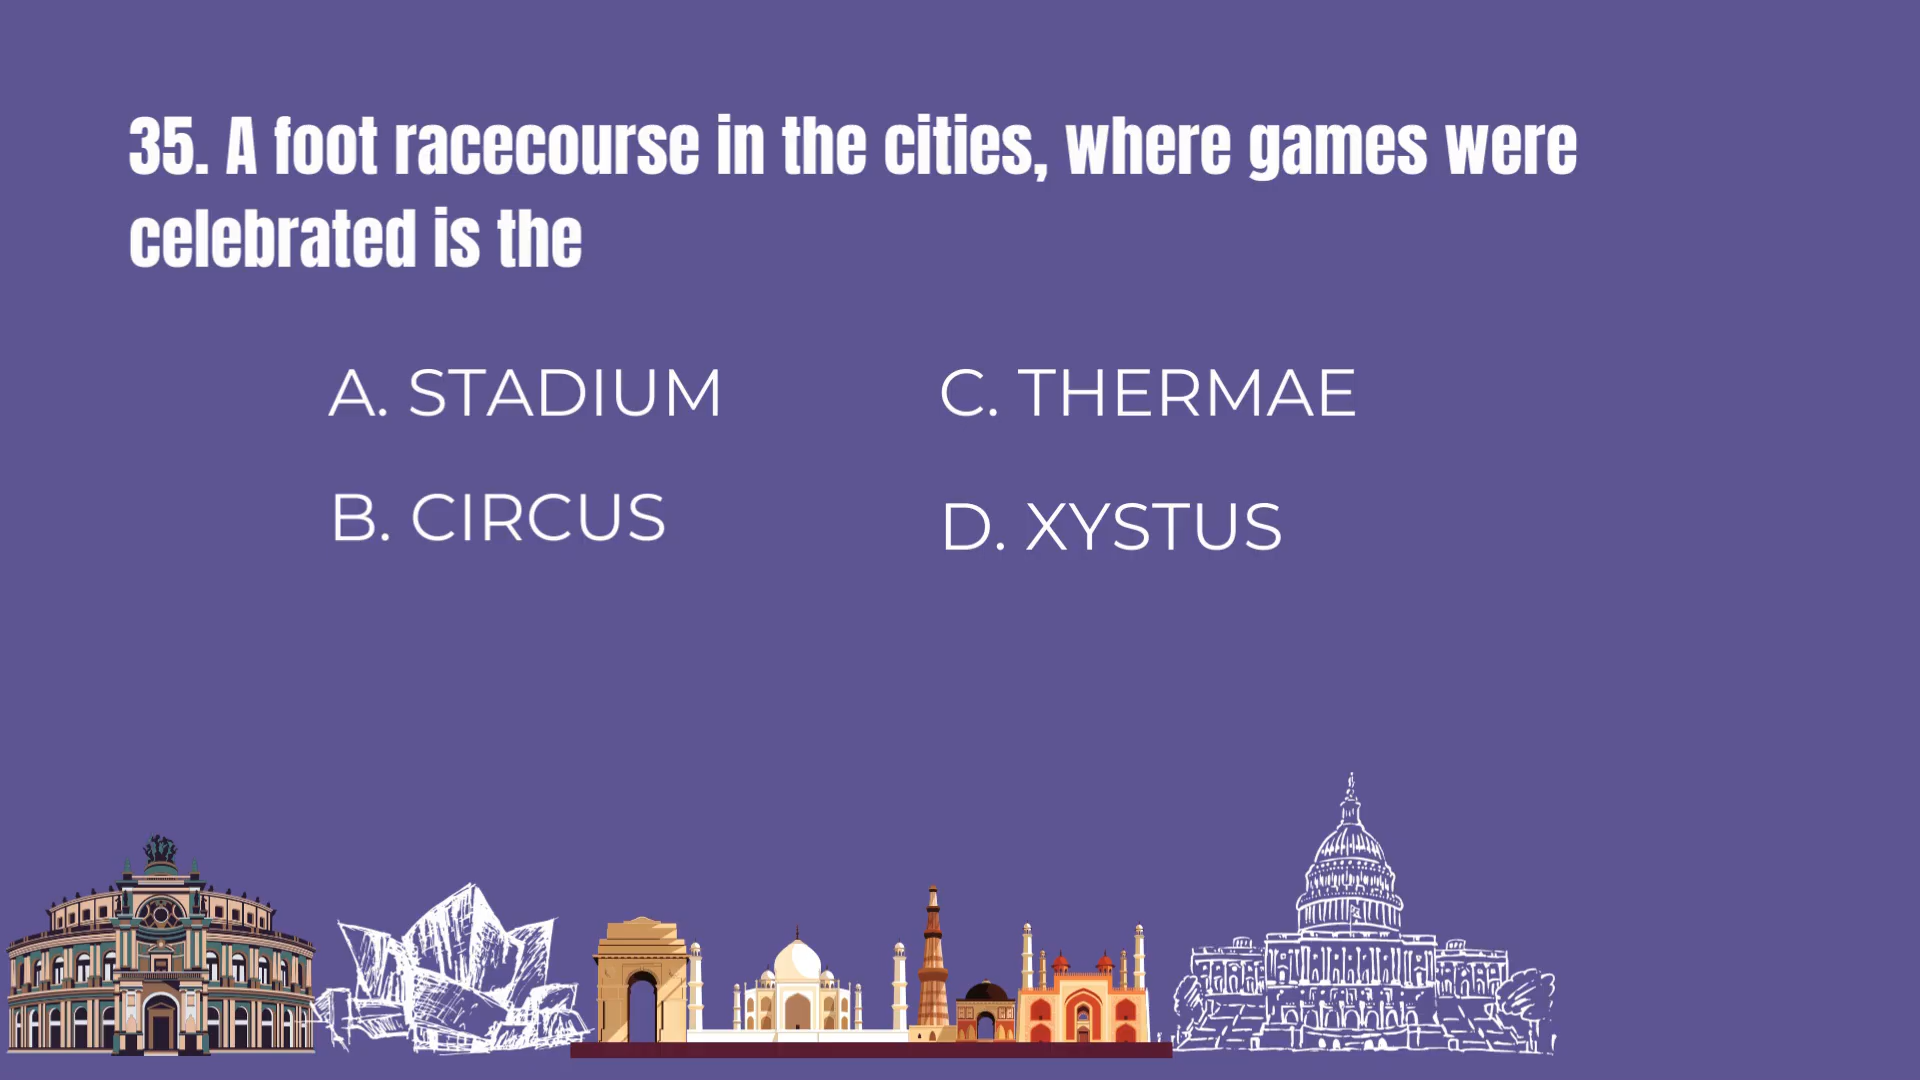 35. A foot racecourse in the cities, where games were
celebrated is the
A. STADIUM
B. CIRCUS
C. THERMAE
D. XYSTUS